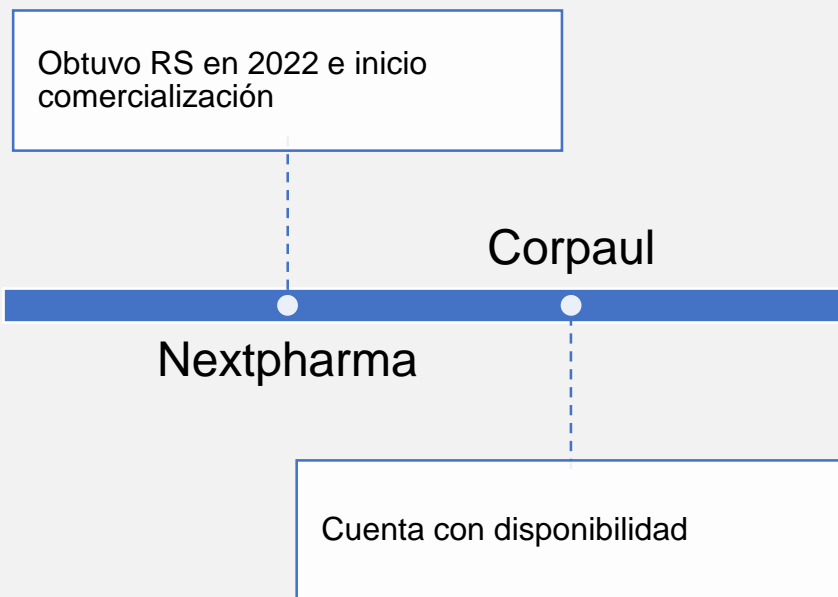 Obtuvo RS en 2022 e inicio
comercialización
Corpaul
Nextpharma
Cuenta con disponibilidad